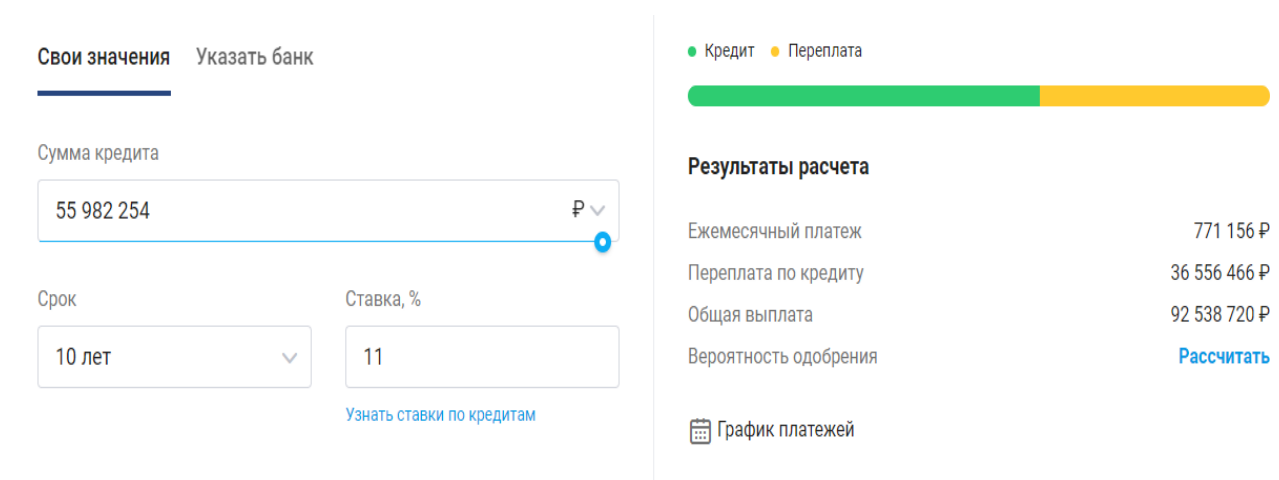 Свои значения Указать банк
Сумма кредита
55 982 254 ₽
Срок Ставка, %
10 лет 11
Узнать ставки по кредитам
Кредит Переплата
Результаты расчета
Ежемесячный платеж 771 156 ₽
Переплата по кредиту 36 556 466 ₽
Общая выплата 92 538 720 ₽
Вероятность одобрения Рассчитать
График платежей